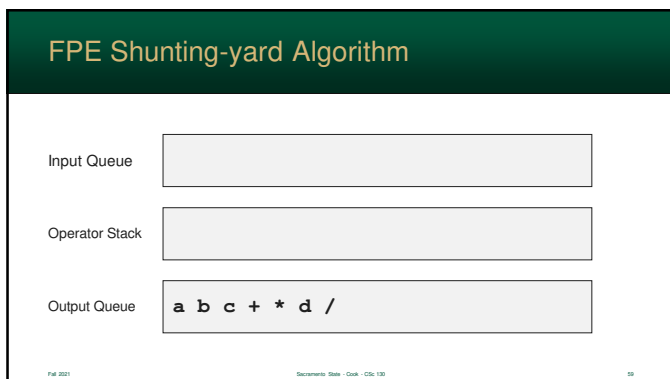 FPE Shunting-yard Algorithm
Input Queue
Operator Stack
Output Queue a b c + * d /
Fall 2021 Sacramento State - Cook - CSc 130 59